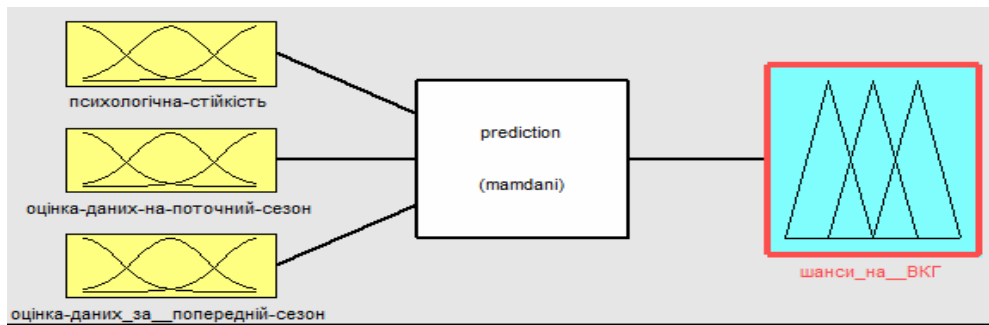 психологічна-стійкість
оцінка-даних-на-поточний-сезон
оцінка-даних_за__попередній-сезон
prediction
(mamdani)
шанси_на__ВКГ